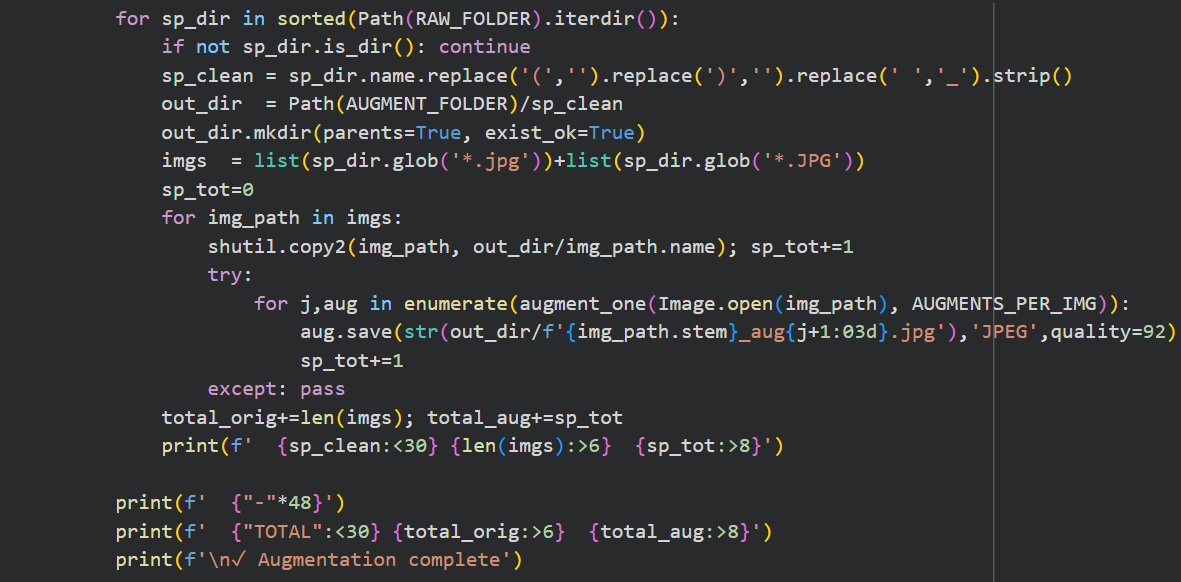 for sp_dir in sorted(Path(RAW_FOLDER).iterdir()):
    if not sp_dir.is_dir(): continue
    sp_clean = sp_dir.name.replace('(','').replace(')','').replace(' ','_').strip()
    out_dir  = Path(AUGMENT_FOLDER)/sp_clean
    out_dir.mkdir(parents=True, exist_ok=True)
    imgs  = list(sp_dir.glob('*.jpg'))+list(sp_dir.glob('*.JPG'))
    sp_tot=0
    for img_path in imgs:
        shutil.copy2(img_path, out_dir/img_path.name); sp_tot+=1
        try:
            for j,aug in enumerate(augment_one(Image.open(img_path), AUGMENTS_PER_IMG)):
                aug.save(str(out_dir/f'{img_path.stem}_aug{j+1:03d}.jpg'),'JPEG',quality=92)
                sp_tot+=1
        except: pass
    total_orig+=len(imgs); total_aug+=sp_tot
    print(f'  {sp_clean:<30} {len(imgs):>6}  {sp_tot:>8}')

print(f'  {"-"*48}')
print(f'  {"TOTAL":<30} {total_orig:>6}  {total_aug:>8}')
print(f'\n✓ Augmentation complete')